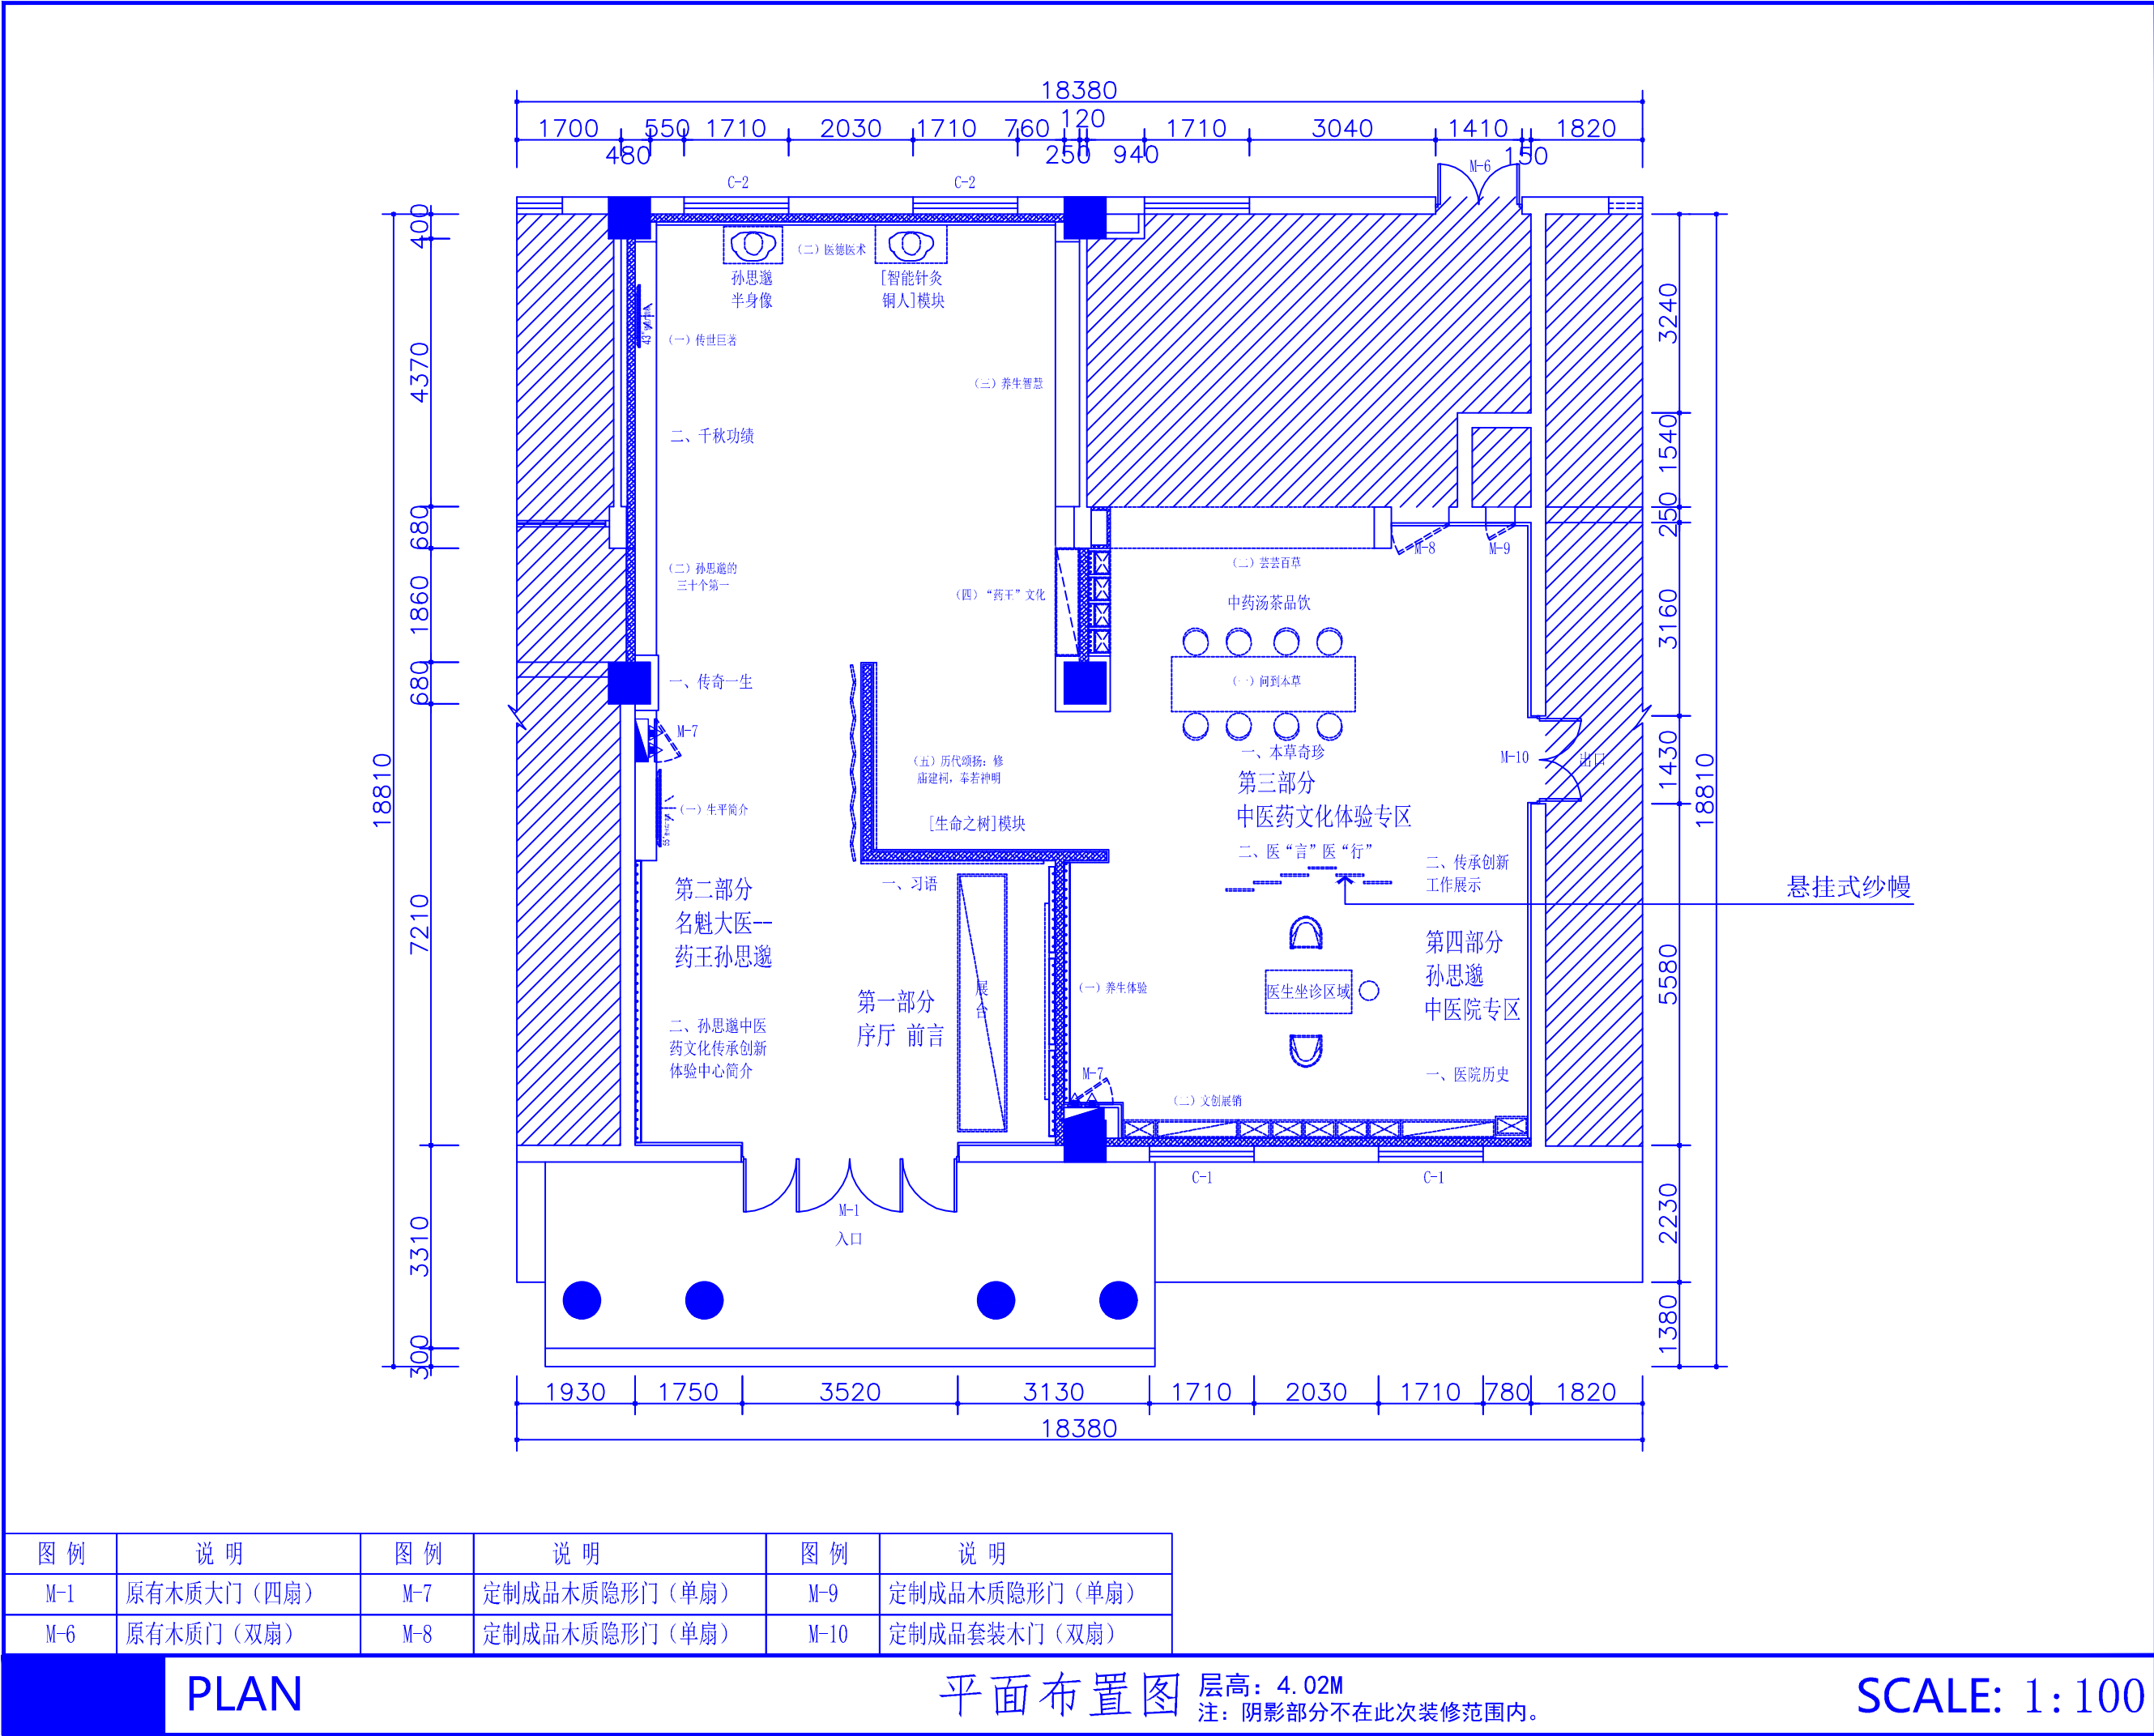 18380
120
1700
550
1710
2030
1710
760
1710
3040
1410
1820
480
250
940
150
M-6
C-2
C-2
400
4370
680
1860
680
7210
3310
300
18810
3240
1540
250
3160
1430
5580
2230
1380
18810
(二)医德医术
孙思邈
半身像
[智能针灸
铜人]模块
43"
(一)传世巨著
(三)养生智慧
二、千秋功绩
M-8
M-9
(二)孙思邈的
三十个第一
(四)“药王”文化
(二)芸芸百草
中药汤茶品饮
(一)问到本草
一、传奇一生
M-7
(五)历代颂扬：修
庙建祠，奉若神明
[生命之树]模块
一、本草奇珍
第三部分
中医药文化体验专区
M-10
出口
(一)生平简介
55"
二、医“言”医“行”
二、传承创新
工作展示
悬挂式纱幔
一、习语
第二部分
名魁大医--
药王孙思邈
第一部分
序厅 前言
展
台
(一)养生体验
医生坐诊区域
第四部分
孙思邈
中医院专区
二、孙思邈中医
药文化传承创新
体验中心简介
M-7
一、医院历史
(二)文创展销
C-1
C-1
M-1
入口
1930
1750
3520
3130
1710
2030
1710
780
1820
18380
图 例 说 明 图 例 说 明 图 例 说 明
M-1 原有木质大门（四扇） M-7 定制成品木质隐形门（单扇） M-9 定制成品木质隐形门（单扇）
M-6 原有木质门（双扇） M-8 定制成品木质隐形门（单扇） M-10 定制成品套装木门（双扇）
PLAN
平面布置图
层高：4.02M
注：阴影部分不在此次装修范围内。
SCALE: 1:100